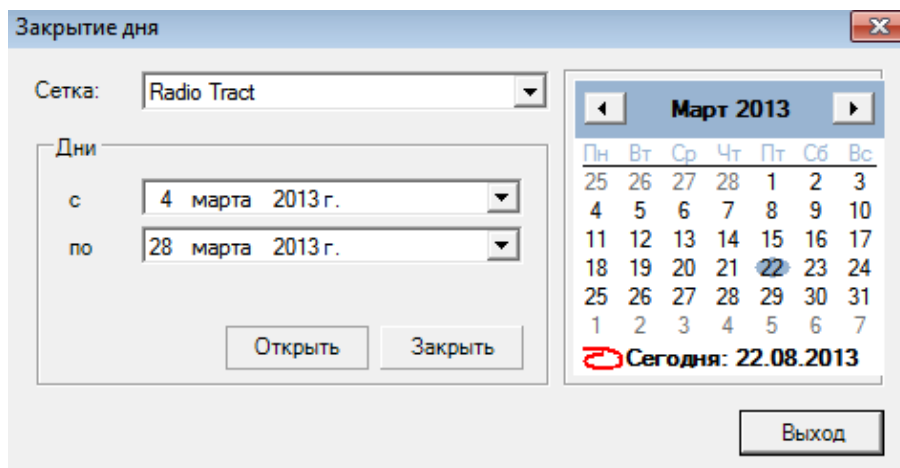 Закрытие дня
Сетка: Radio Tract
Дни
с 4 марта 2013 г.
по 28 марта 2013 г.
Открыть Закрыть
Март 2013
Пн Вт Ср Чт Пт Сб Вс
25 26 27 28 1 2 3
4 5 6 7 8 9 10
11 12 13 14 15 16 17
18 19 20 21 22 23 24
25 26 27 28 29 30 31
1 2 3 4 5 6 7
Сегодня: 22.08.2013
Выход